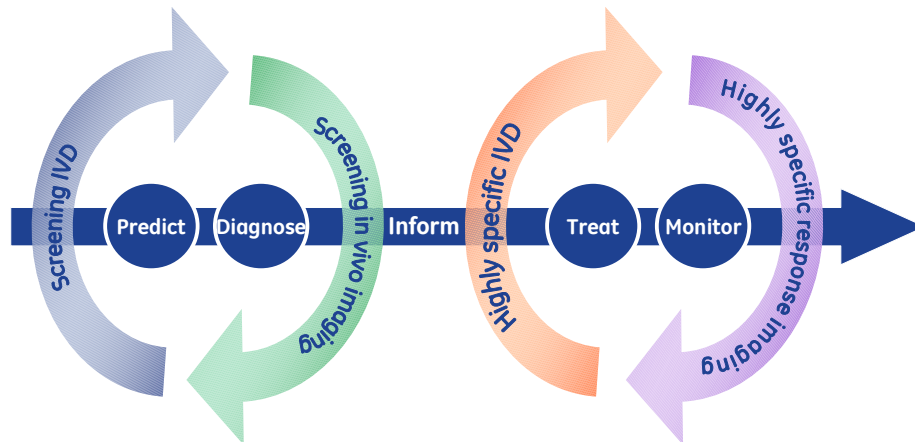 Screening IVD
Predict
Diagnose
Screening in vivo imaging
Inform
Highly specific IVD
Treat
Monitor
Highly specific response imaging